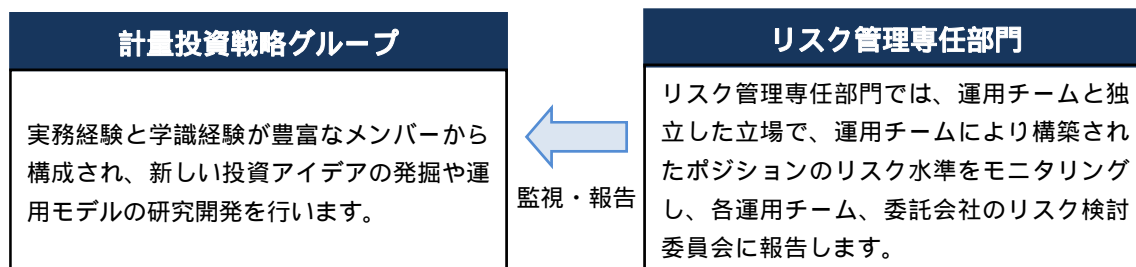 計量投資戦略グループ
実務経験と学識経験が豊富なメンバーから
構成され、新しい投資アイデアの発掘や運
用モデルの研究開発を行います。
監視・報告
リスク管理専任部門
リスク管理専任部門では、運用チームと独
立した立場で、運用チームにより構築され
たポジションのリスク水準をモニタリング
し、各運用チーム、委託会社のリスク検討
委員会に報告します。